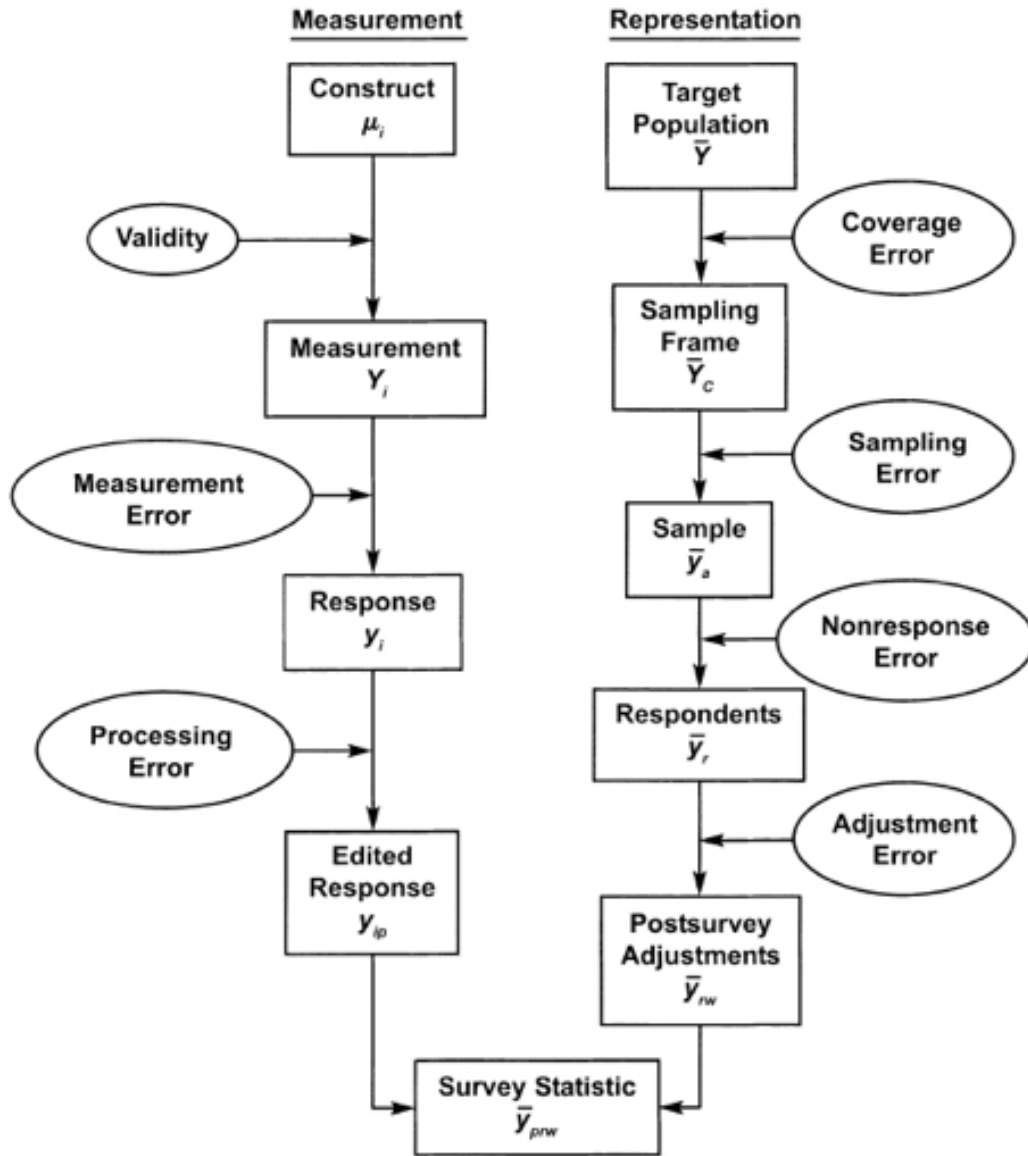 Measurement
Representation
Construct
μi
Target
Population
Ȳ
Validity
Coverage
Error
Measurement
Yi
Sampling
Frame
ȲC
Measurement
Error
Sampling
Error
Sample
ȳa
Response
yi
Nonresponse
Error
Respondents
ȳr
Processing
Error
Adjustment
Error
Edited
Response
yip
Postsurvey
Adjustments
ȳrw
Survey Statistic
ȳprw